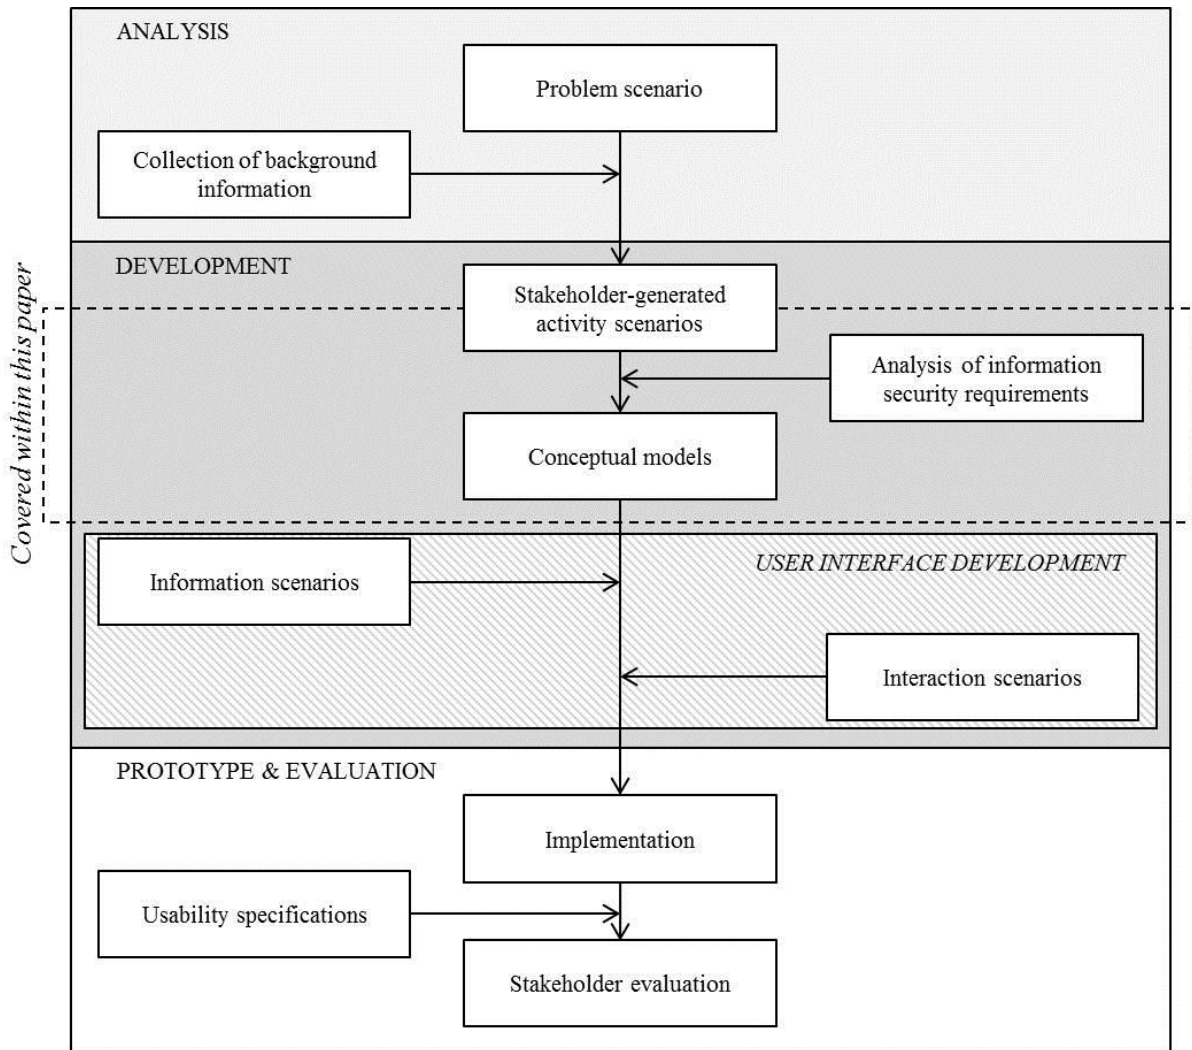 ANALYSIS
Problem scenario
Collection of background
information
DEVELOPMENT
Stakeholder-generated
activity scenarios
Covered within this paper
Analysis of information
security requirements
Conceptual models
USER INTERFACE DEVELOPMENT
Information scenarios
Interaction scenarios
PROTOTYPE & EVALUATION
Implementation
Usability specifications
Stakeholder evaluation